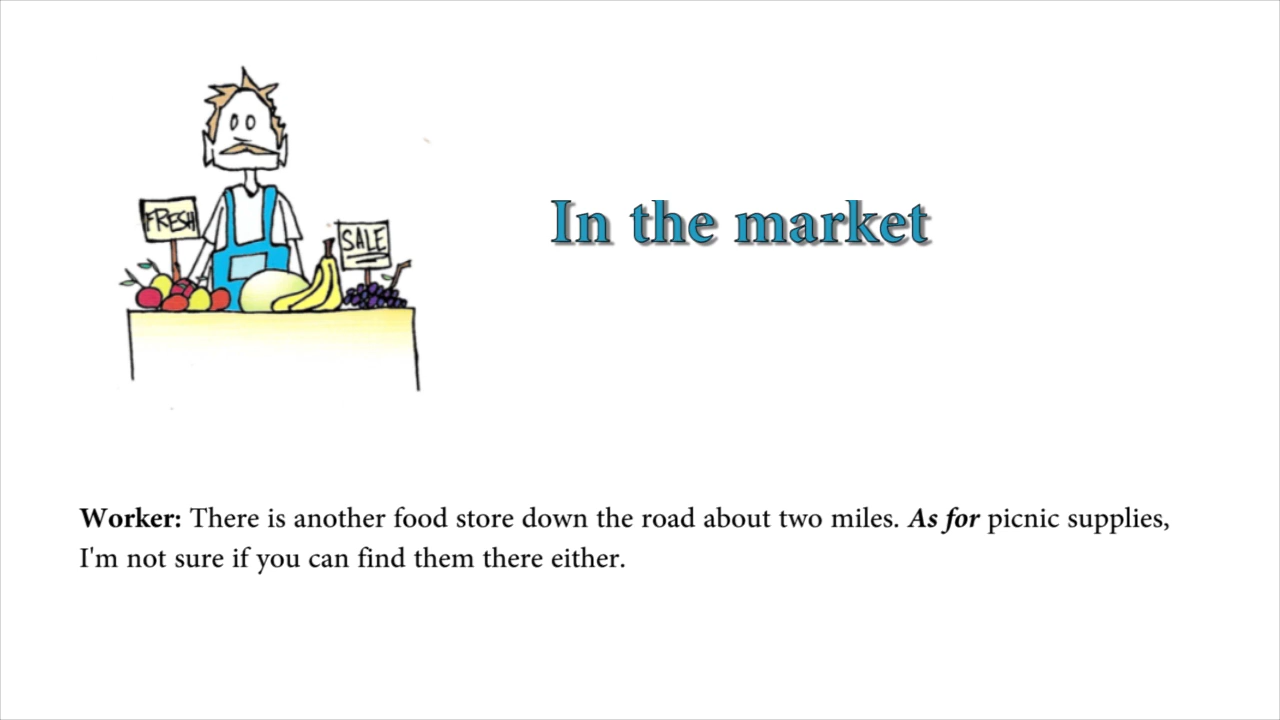 FRESH
SALE
In the market
Worker: There is another food store down the road about two miles. As for picnic supplies,
I'm not sure if you can find them there either.